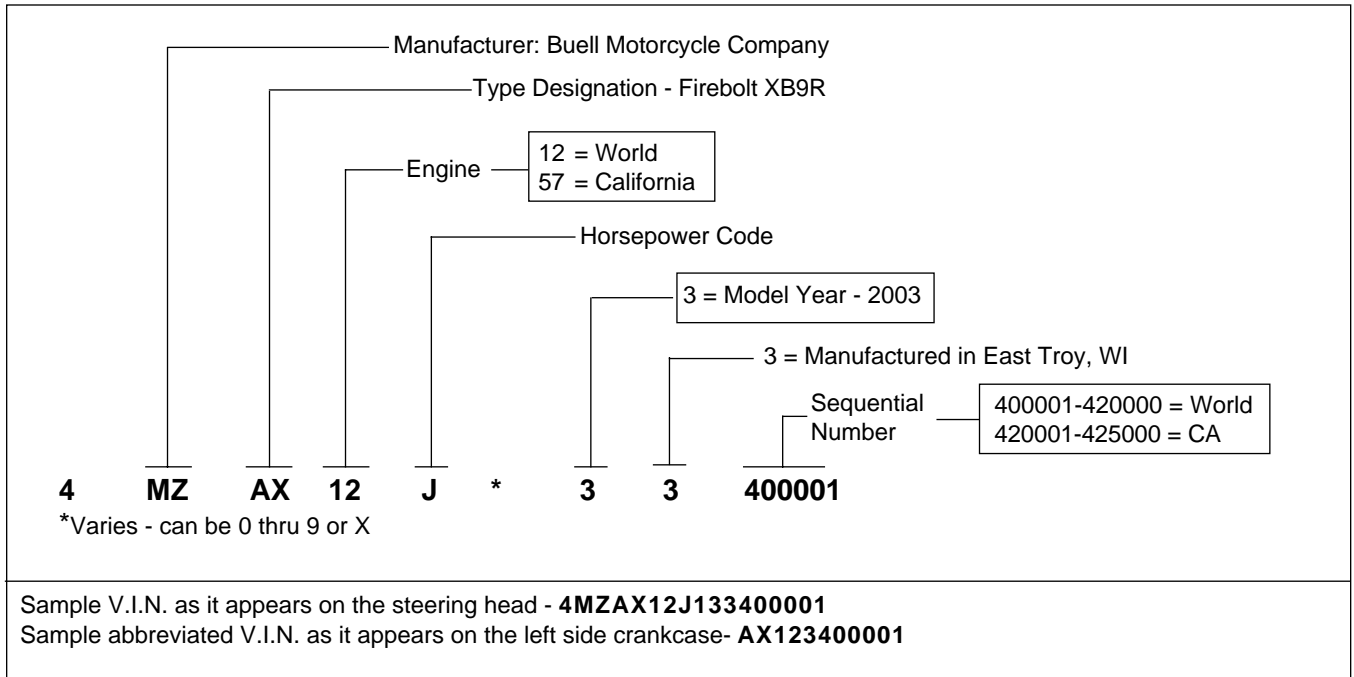 Manufacturer: Buell Motorcycle Company
Type Designation - Firebolt XB9R
Engine
12 = World
57 = California
Horsepower Code
3 = Model Year - 2003
3 = Manufactured in East Troy, WI
Sequential
Number
400001-420000 = World
420001-425000 = CA
4 MZ AX 12 J * 3 3 400001
*Varies - can be 0 thru 9 or X
Sample V.I.N. as it appears on the steering head - 4MZAX12J133400001
Sample abbreviated V.I.N. as it appears on the left side crankcase- AX123400001